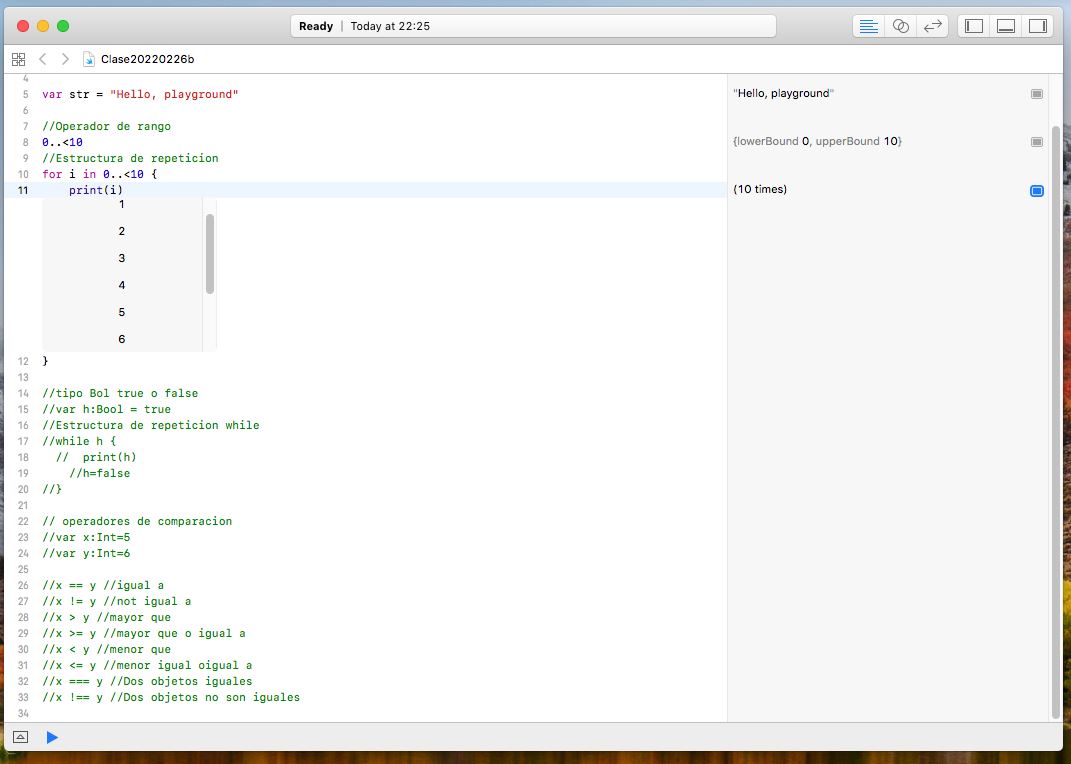 Ready | Today at 22:25
Clase20220226b
4
5 var str = "Hello, playground" "Hello, playground"
6
7 //Operador de rango
8 0..<10 {lowerBound 0, upperBound 10}
9 //Estructura de repeticion
10 for i in 0..<10 {
11 print(i) (10 times)
1
2
3
4
5
6
12 }
13
14 //tipo Bol true o false
15 //var h:Bool = true
16 //Estructura de repeticion while
17 //while h {
18 // print(h)
19 //h=false
20 //}
21
22 // operadores de comparacion
23 //var x:Int=5
24 //var y:Int=6
25
26 //x == y //igual a
27 //x != y //not igual a
28 //x > y //mayor que
29 //x >= y //mayor que o igual a
30 //x < y //menor que
31 //x <= y //menor igual oigual a
32 //x === y //Dos objetos iguales
33 //x !== y //Dos objetos no son iguales
34